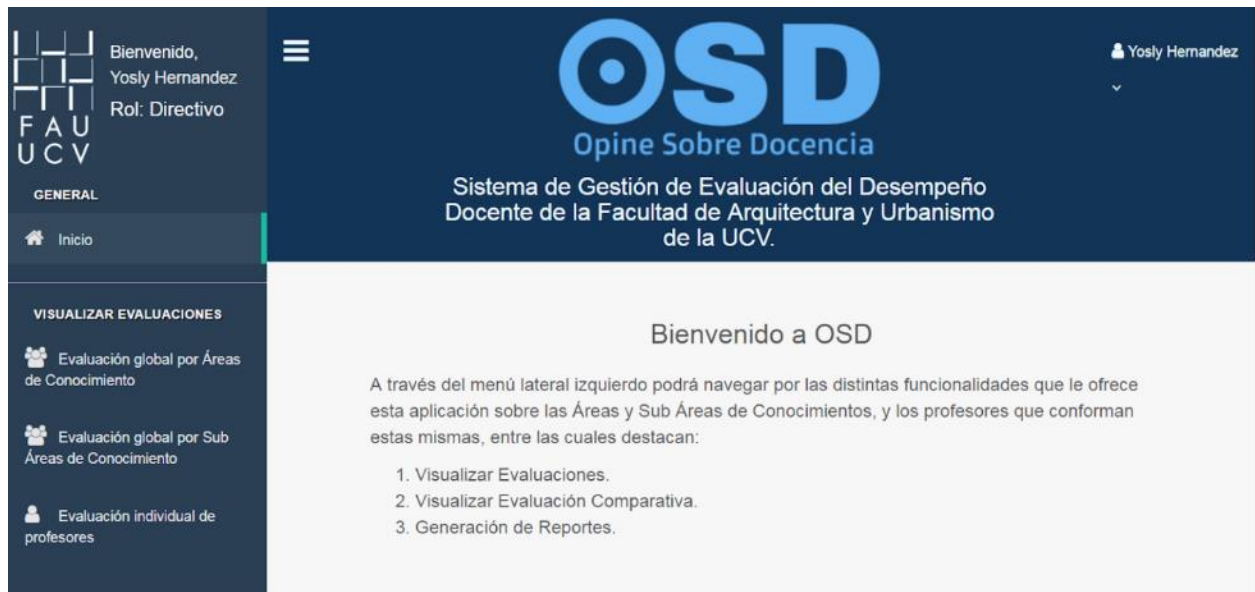 Bienvenido,
Yosly Hernandez
Rol: Directivo
FAU
UCV
GENERAL
Inicio
VISUALIZAR EVALUACIONES
Evaluación global por Áreas
de Conocimiento
Evaluación global por Sub
Áreas de Conocimiento
Evaluación individual de
profesores
OSD
Opine Sobre Docencia
Yosly Hernandez
Sistema de Gestión de Evaluación del Desempeño
Docente de la Facultad de Arquitectura y Urbanismo
de la UCV.
Bienvenido a OSD
A través del menú lateral izquierdo podrá navegar por las distintas funcionalidades que le ofrece
esta aplicación sobre las Áreas y Sub Áreas de Conocimientos, y los profesores que conforman
estas mismas, entre las cuales destacan:
1. Visualizar Evaluaciones.
2. Visualizar Evaluación Comparativa.
3. Generación de Reportes.